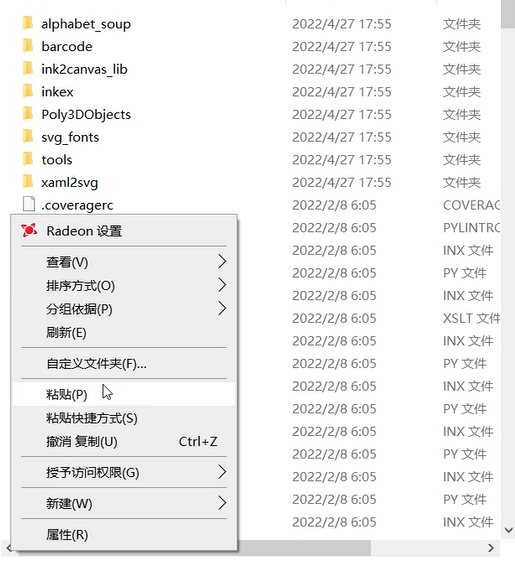 alphabet_soup 2022/4/27 17:55 文件夹
barcode 2022/4/27 17:55 文件夹
ink2canvas_lib 2022/4/27 17:55 文件夹
inkex 2022/4/27 17:55 文件夹
Poly3DObjects 2022/4/27 17:55 文件夹
svg_fonts 2022/4/27 17:55 文件夹
tools 2022/4/27 17:55 文件夹
xaml2svg 2022/4/27 17:55 文件夹
.coveragerc 2022/2/8 6:05 COVERAG
Radeon 设置 2022/2/8 6:05 PYLINTRC
2022/2/8 6:05 INX 文件
查看(V) 2022/2/8 6:05 PY 文件
排序方式(O) 2022/2/8 6:05 INX 文件
分组依据(P) 2022/2/8 6:05 XSLT 文件
刷新(E) 2022/2/8 6:05 INX 文件
自定义文件夹(F)... 2022/2/8 6:05 PY 文件
粘贴(P) 2022/2/8 6:05 INX 文件
粘贴快捷方式(S) 2022/2/8 6:05 PY 文件
撤消 复制(U) Ctrl+Z 2022/2/8 6:05 INX 文件
2022/2/8 6:05 PY 文件
授予访问权限(G) 2022/2/8 6:05 INX 文件
新建(W) 2022/2/8 6:05 PY 文件
属性(R) 2022/2/8 6:05 INX 文件